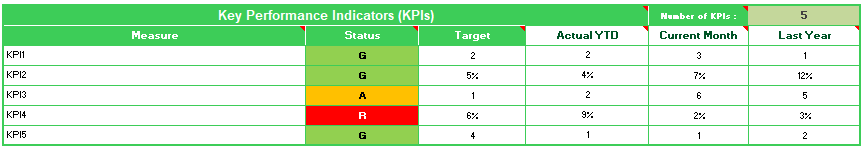 Key Performance Indicators (KPIs) Number of KPIs : 5
Measure Status Target Actual YTD Current Month Last Year
KPI1 G 2 2 3 1
KPI2 G 5% 4% 7% 12%
KPI3 A 1 2 6 5
KPI4 R 6% 9% 2% 3%
KPI5 G 4 1 1 2